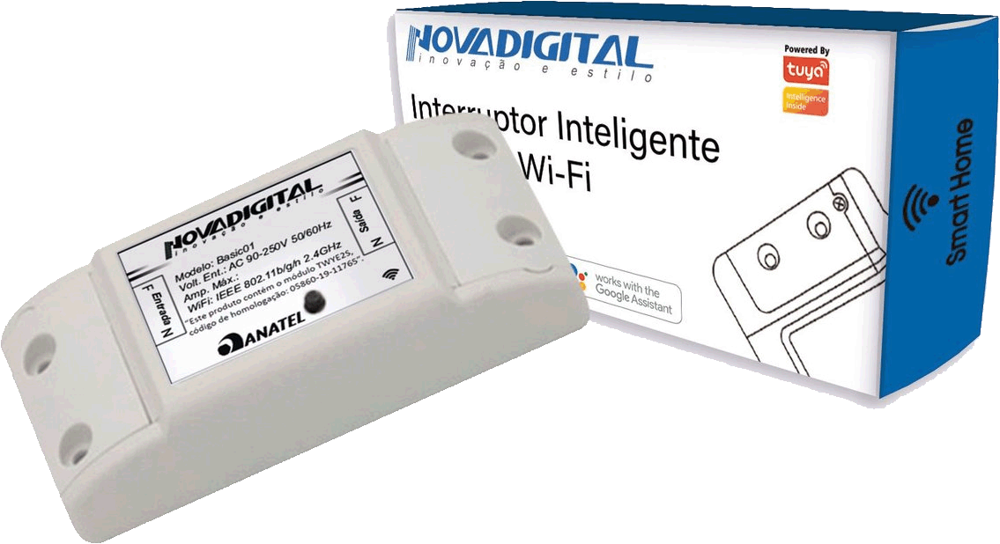 NOVADIGITAL
inovação e estilo
Powered By
tuya
Intelligence
Inside
Interruptor Inteligente
Wi-Fi
Smart Home
works with the
Google Assistant
NOVADIGITAL
inovação e estilo
Modelo: Basic01
Volt. Ent.: AC 90-250V 50/60Hz
Amp. Máx.:
WiFi: IEEE 802.11b/g/n 2.4GHz
"Este produto contém o módulo TWYE2S,
código de homologação: 05860-19-11765".
ANATEL
F Entrada N
N Saída F